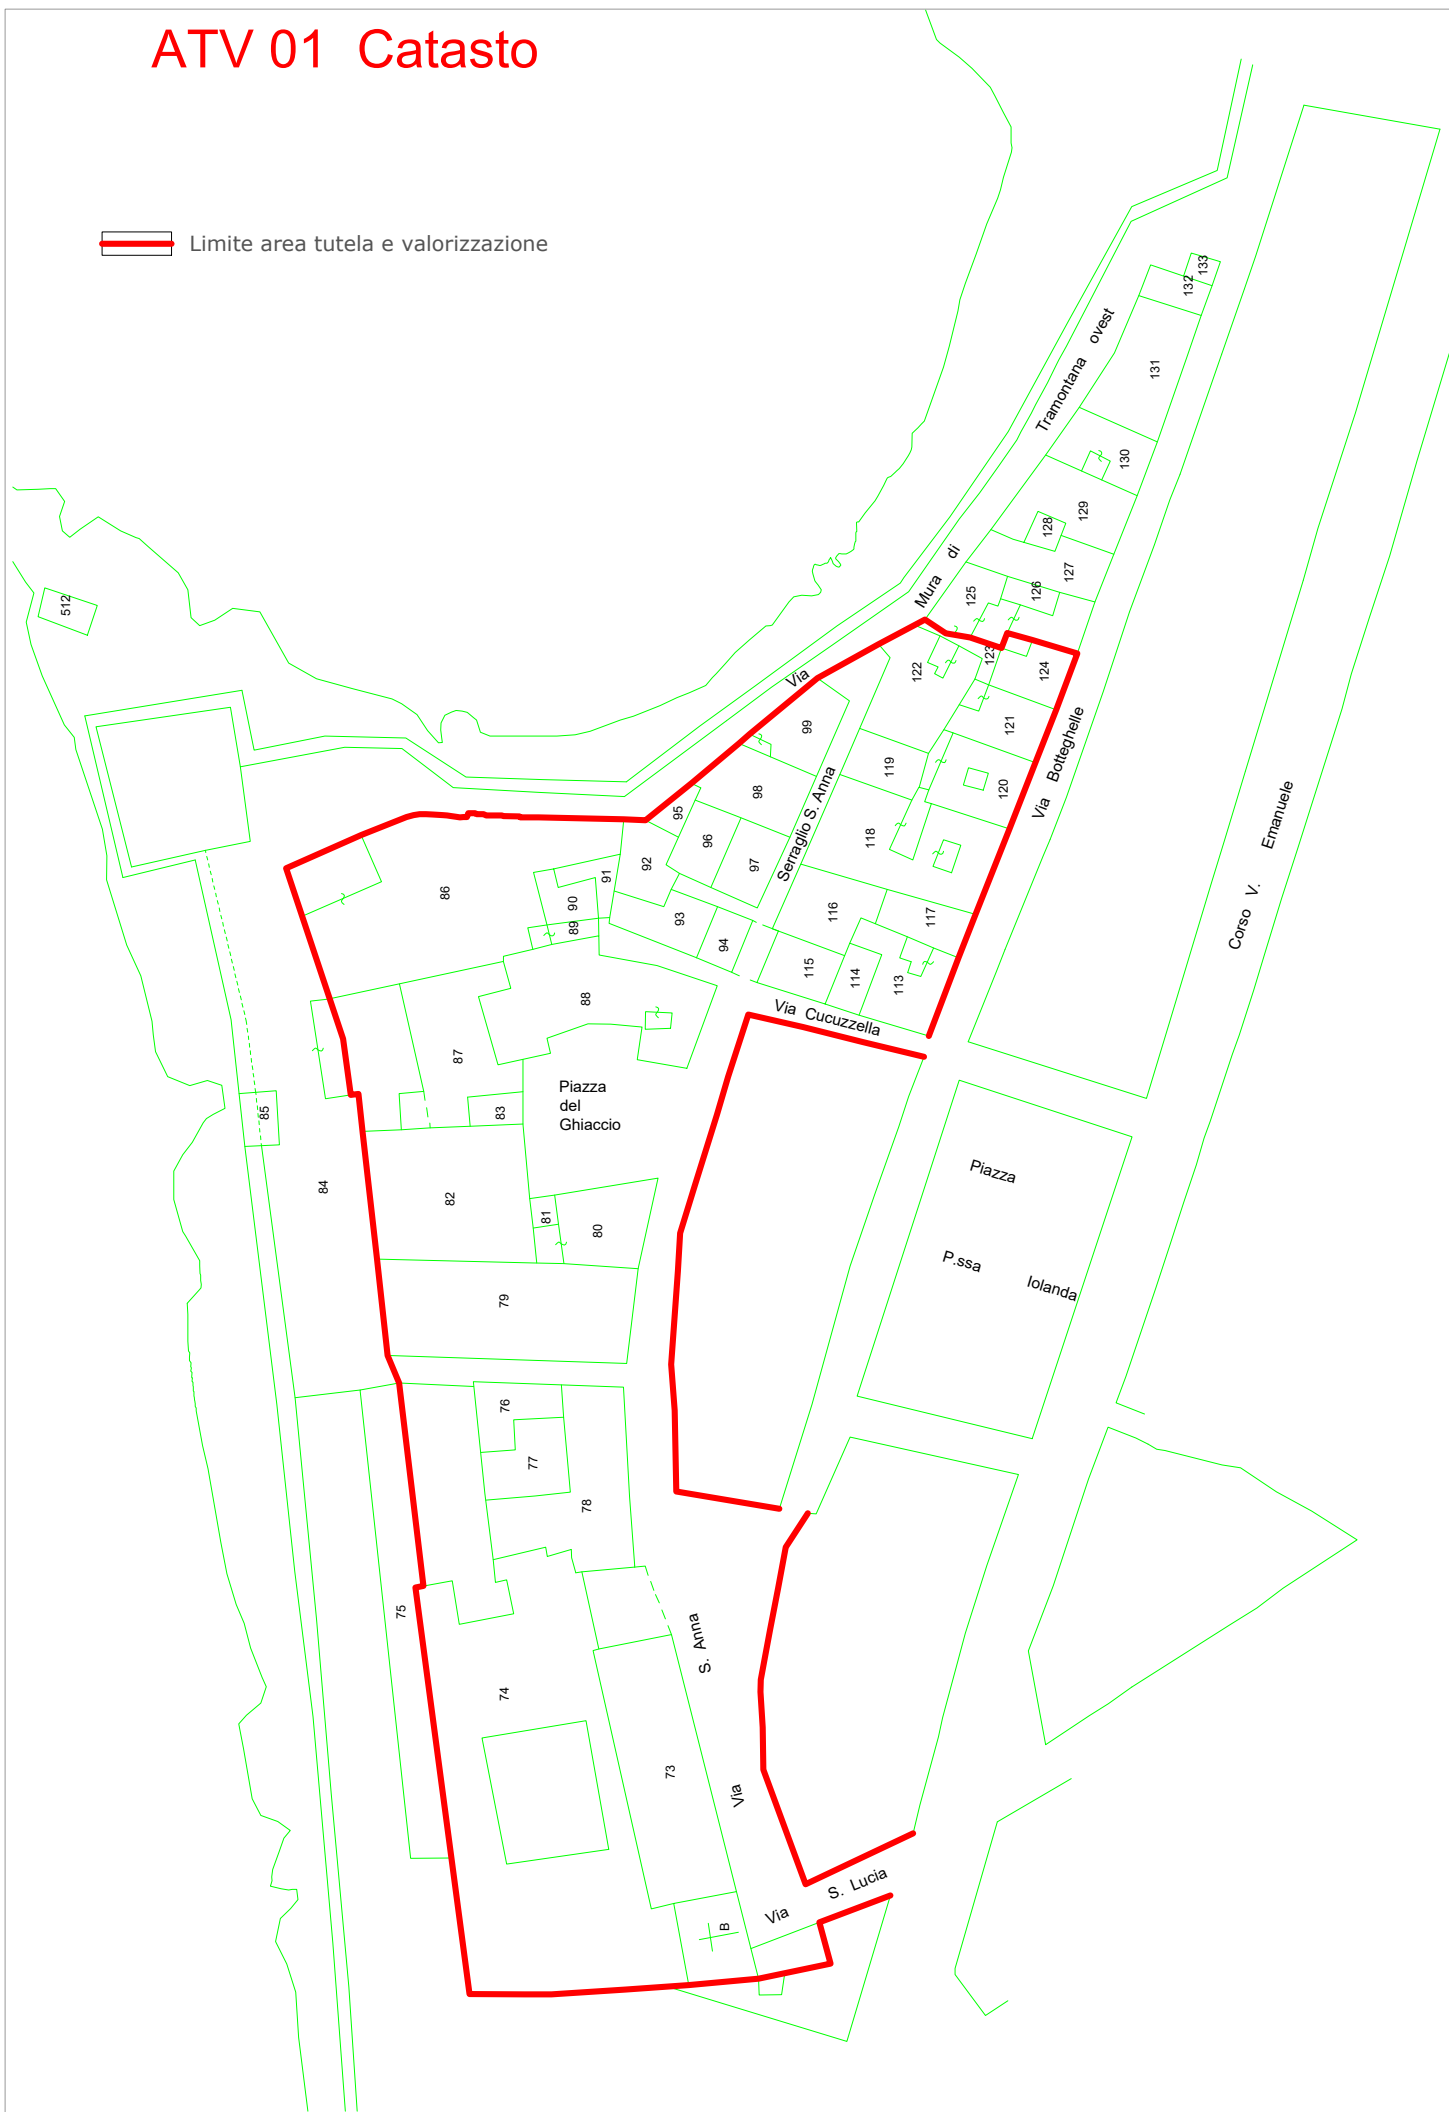 ATV 01 Catasto
Limite area tutela e valorizzazione
133
132
131
Tramontana ovest
130
129
128
127
126
125
Mura di
Via
512
124
123
122
121
120
119
118
117
116
115
114
113
Via Botteghelle
Serraglio S. Anna
99
98
97
96
95
94
93
92
91
90
89
88
87
86
85
84
83
82
81
80
79
Via Cucuzzella
Corso V. Emanuele
Piazza
del
Ghiaccio
Piazza
P.ssa Iolanda
76
77
78
75
74
73
Via S. Anna
B
Via S. Lucia